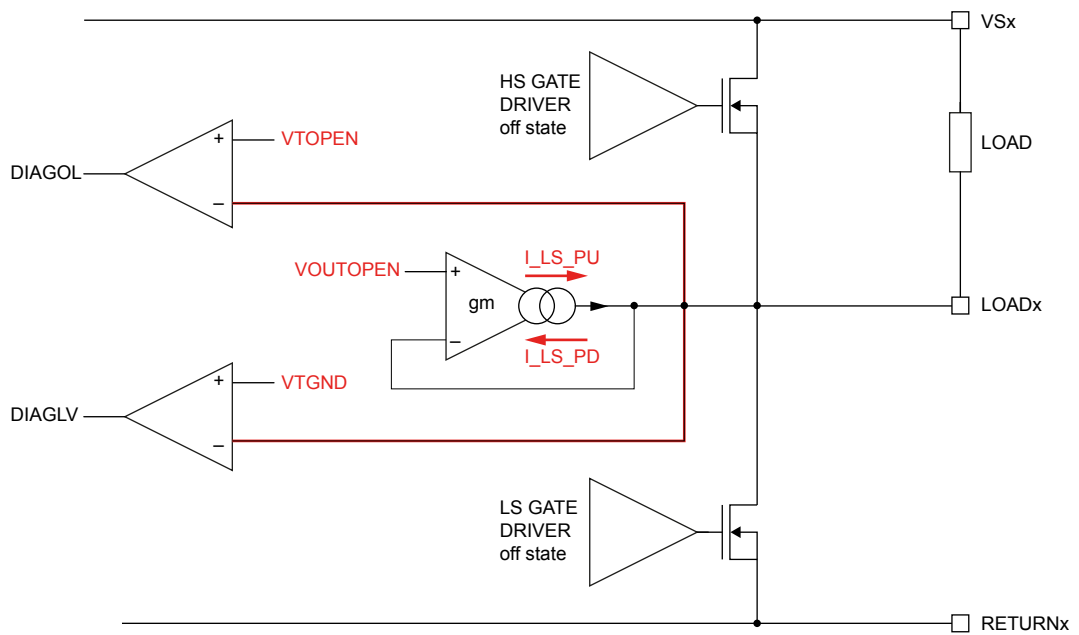 VSx
HS GATE
DRIVER
off state
+
VTOPEN
LOAD
DIAGOL
–
I_LS_PU
VOUTOPEN
+
gm
LOADx
–
I_LS_PD
+
VTGND
DIAGLV
–
LS GATE
DRIVER
off state
RETURNx